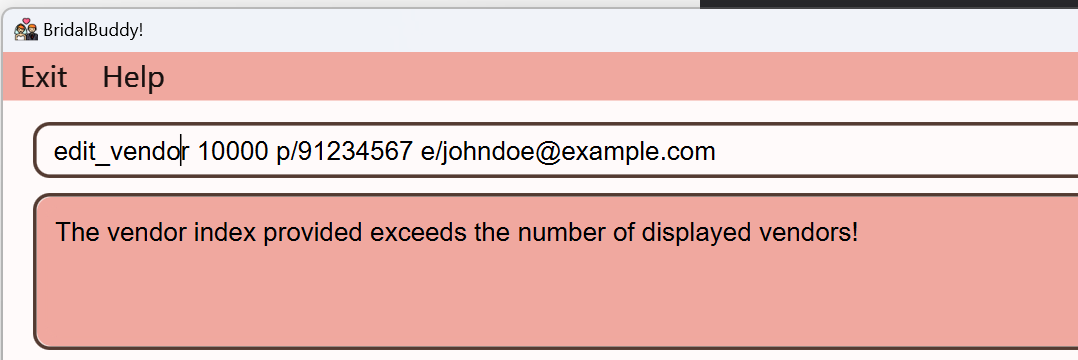 BridalBuddy!
Exit Help
edit_vendor 10000 p/91234567 e/johndoe@example.com
The vendor index provided exceeds the number of displayed vendors!